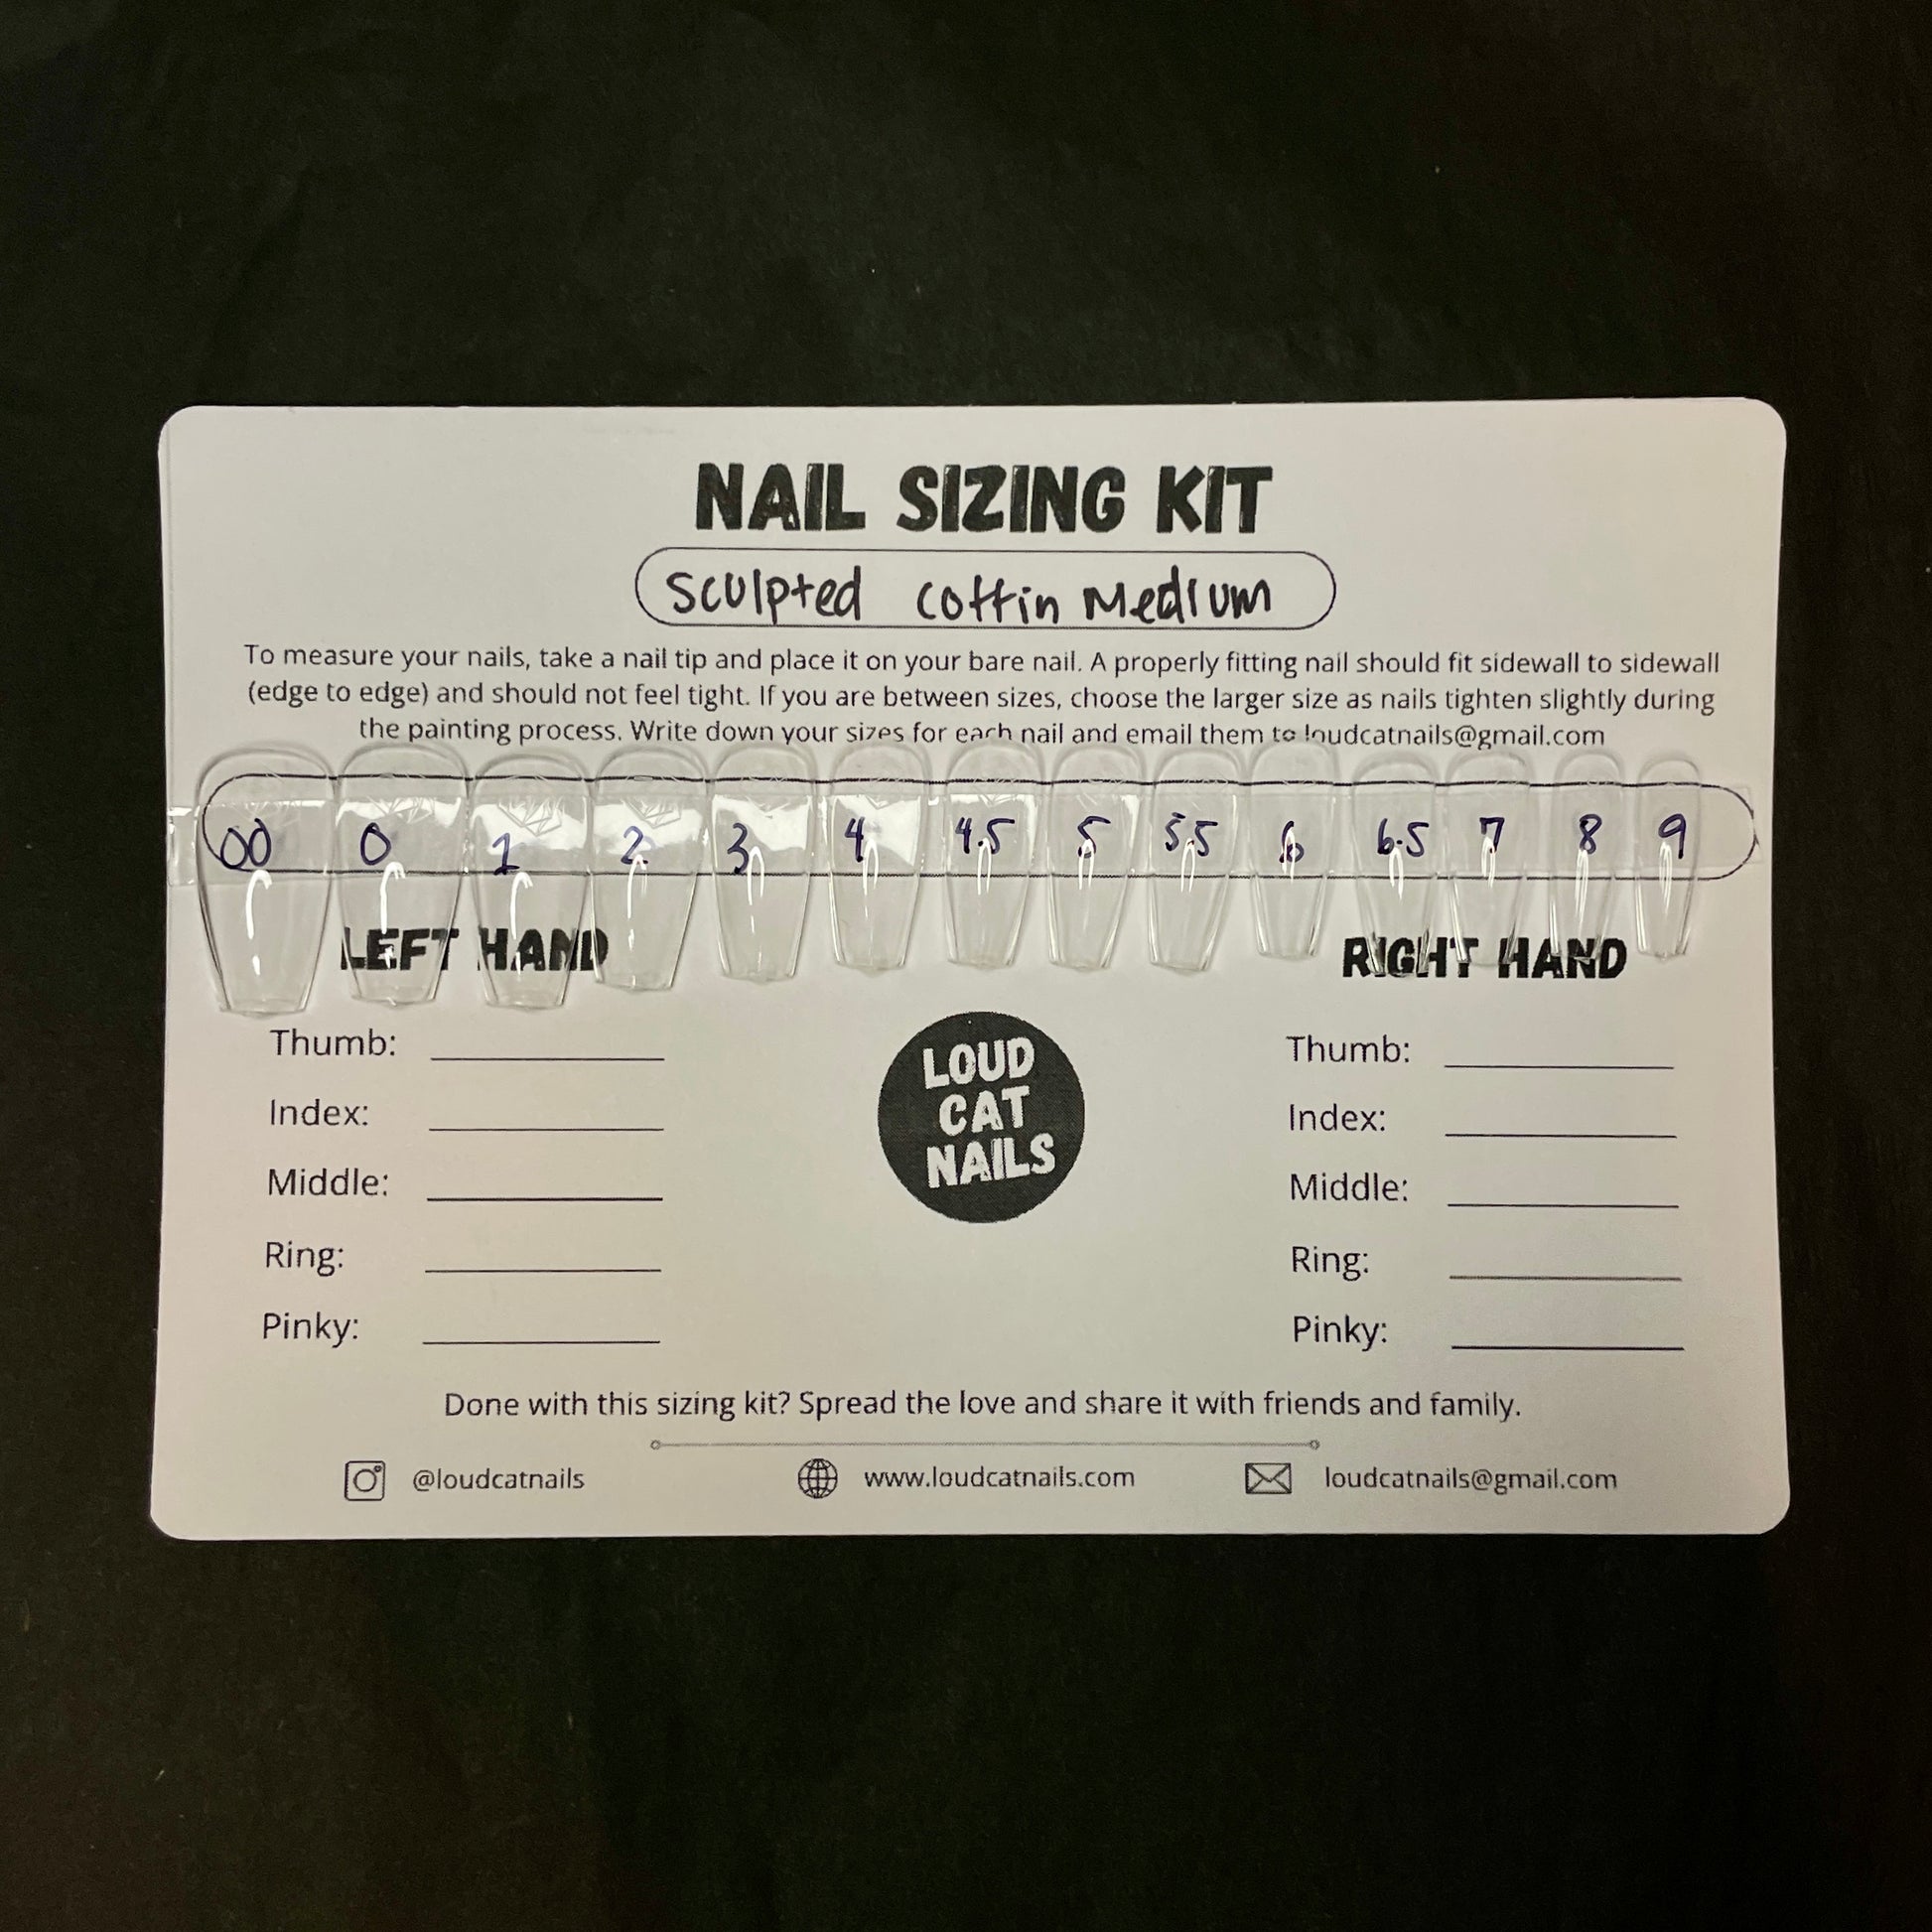 NAIL SIZING KIT
Sculpted Coffin Medium
To measure your nails, take a nail tip and place it on your bare nail. A properly fitting nail should fit sidewall to sidewall
(edge to edge) and should not feel tight. If you are between sizes, choose the larger size as nails tighten slightly during
the painting process. Write down your sizes for each nail and email them to loudcatnails@gmail.com
00 0 1 2 3 4 4.5 5 5.5 6 6.5 7 8 9
LEFT HAND
Thumb:
Index:
Middle:
Ring:
Pinky:
LOUD
CAT
NAILS
RIGHT HAND
Thumb:
Index:
Middle:
Ring:
Pinky:
Done with this sizing kit? Spread the love and share it with friends and family.
@loudcatnails www.loudcatnails.com loudcatnails@gmail.com